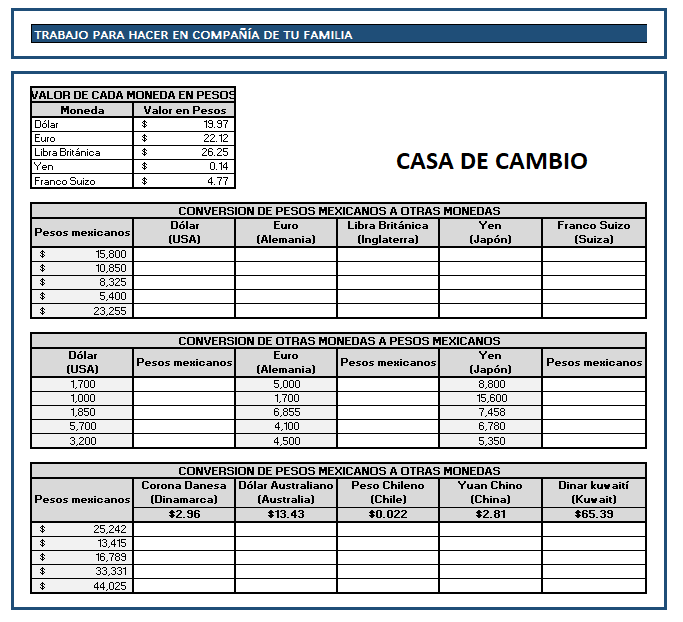 TRABAJO PARA HACER EN COMPAÑÍA DE TU FAMILIA
VALOR DE CADA MONEDA EN PESOS
Moneda Valor en Pesos
Dólar $ 19.97
Euro $ 22.12
Libra Británica $ 26.25
Yen $ 0.14
Franco Suizo $ 4.77
CASA DE CAMBIO
CONVERSION DE PESOS MEXICANOS A OTRAS MONEDAS
Pesos mexicanos Dólar (USA) Euro (Alemania) Libra Británica (Inglaterra) Yen (Japón) Franco Suizo (Suiza)
$ 15,800
$ 10,850
$ 8,325
$ 5,400
$ 23,255
CONVERSION DE OTRAS MONEDAS A PESOS MEXICANOS
Dólar (USA) Pesos mexicanos Euro (Alemania) Pesos mexicanos Yen (Japón) Pesos mexicanos
1,700 5,000 8,800
1,000 1,700 15,600
1,850 6,855 7,458
5,700 4,100 6,780
3,200 4,500 5,350
CONVERSION DE PESOS MEXICANOS A OTRAS MONEDAS
Pesos mexicanos Corona Danesa (Dinamarca) Dólar Australiano (Australia) Peso Chileno (Chile) Yuan Chino (China) Dinar kuwaití (Kuwait)
$2.96 $13.43 $0.022 $2.81 $65.39
$ 25,242
$ 13,415
$ 16,789
$ 33,331
$ 44,025